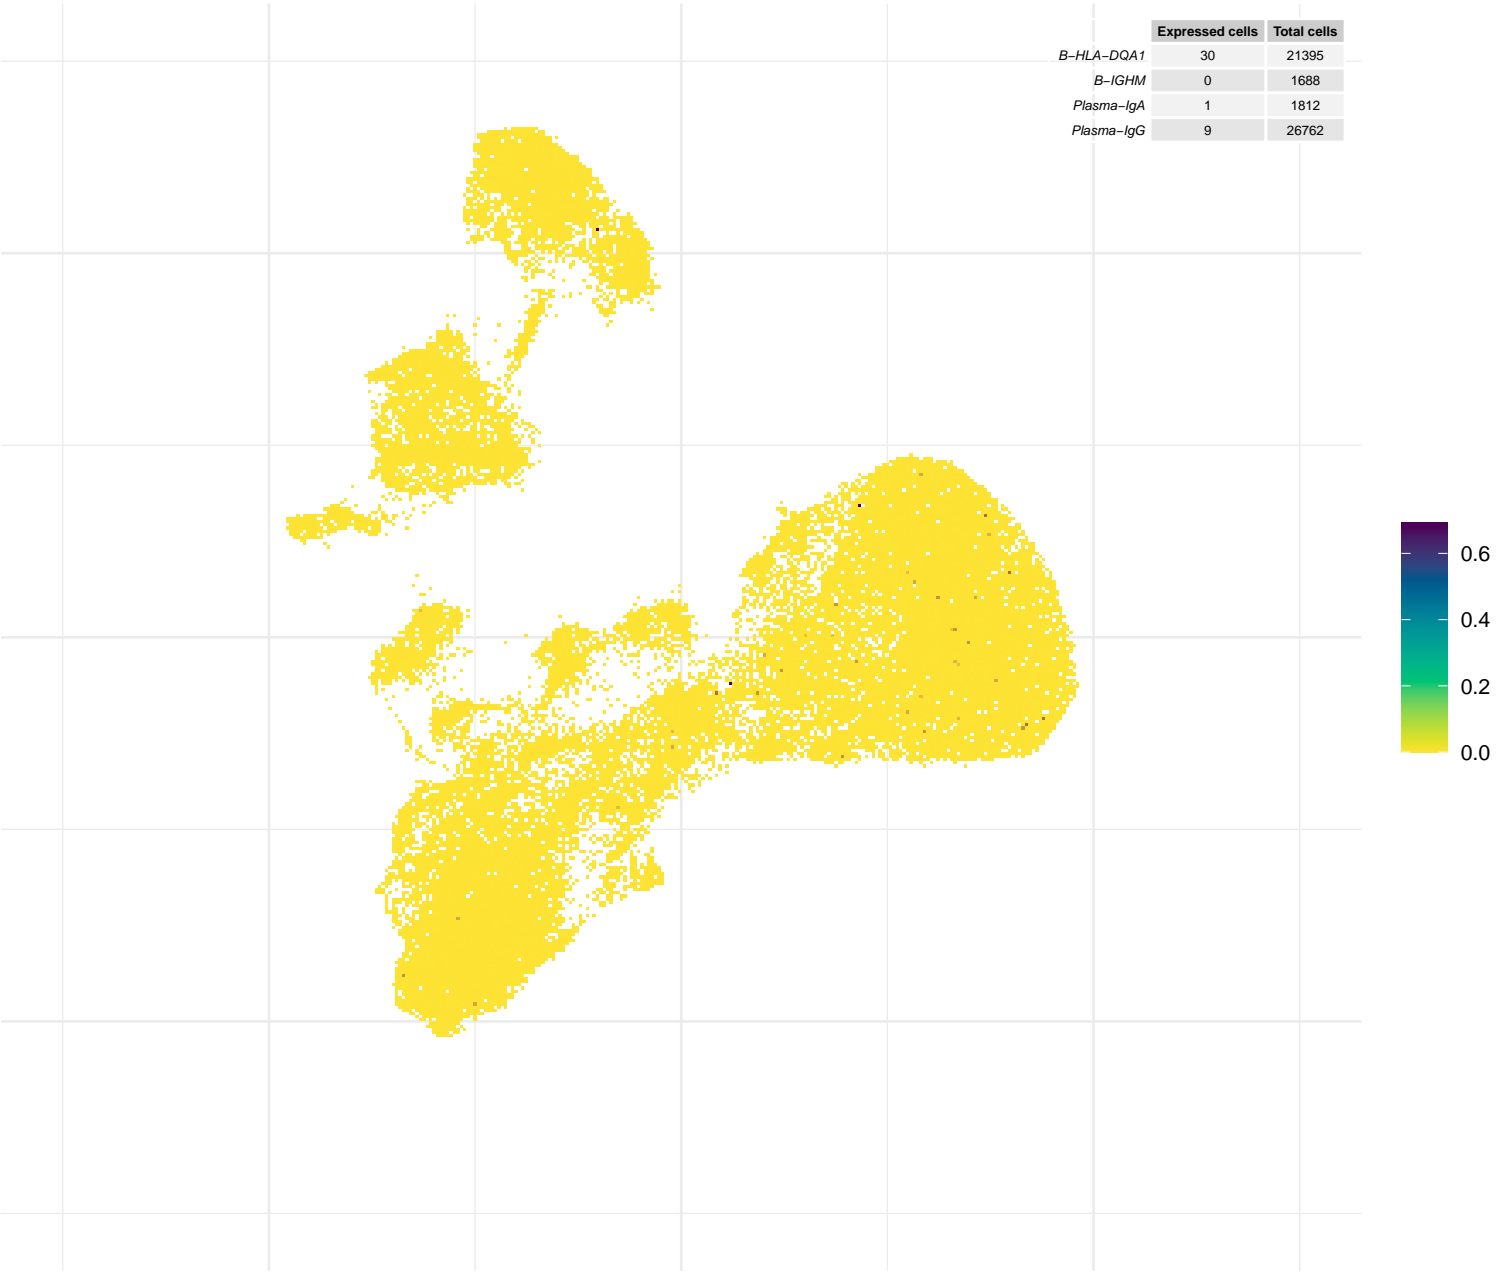 Expressed cells Total cells
B−HLA−DQA1 30 21395
B−IGHM 0 1688
Plasma−IgA 1 1812
Plasma−IgG 9 26762
0.6
0.4
0.2
0.0